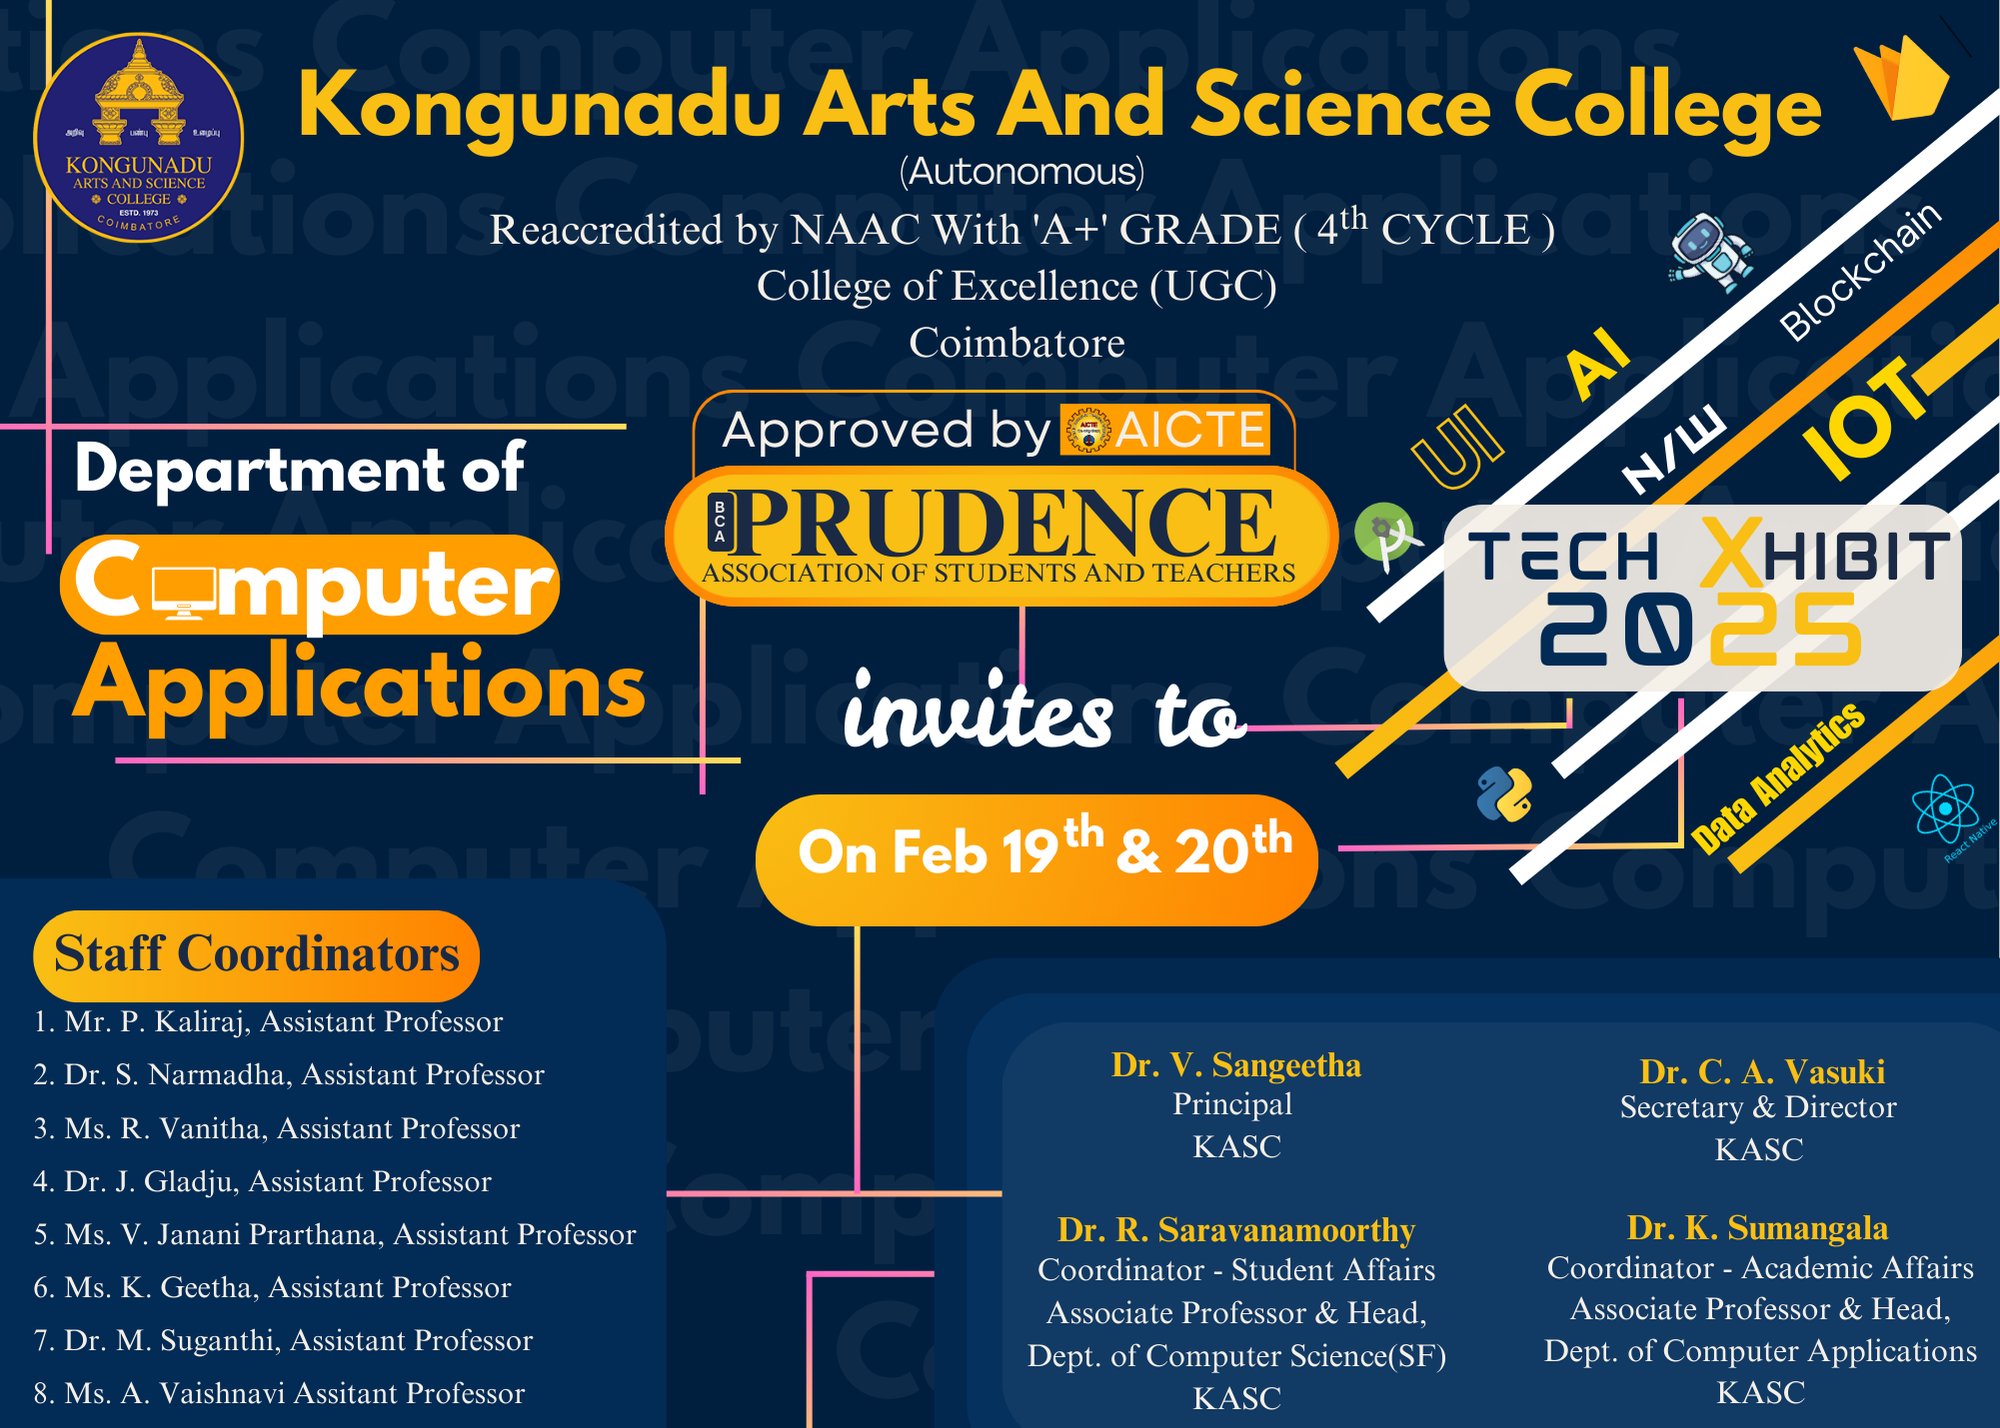 Kongunadu Arts And Science College
(Autonomous)
Reaccredited by NAAC With 'A+' GRADE ( 4th CYCLE )
College of Excellence (UGC)
Coimbatore
அறிவு பண்பு உழைப்பு
KONGUNADU
ARTS AND SCIENCE
COLLEGE
ESTD. 1973
COIMBATORE
Department of
Computer
Applications
Approved by AICTE
BCA
PRUDENCE
ASSOCIATION OF STUDENTS AND TEACHERS
invites to
On Feb 19th & 20th
Blockchain
AI
UI
N/W
IOT
TECH XHIBIT
2025
Data Analytics
React Native
Staff Coordinators
1. Mr. P. Kaliraj, Assistant Professor
2. Dr. S. Narmadha, Assistant Professor
3. Ms. R. Vanitha, Assistant Professor
4. Dr. J. Gladju, Assistant Professor
5. Ms. V. Janani Prarthana, Assistant Professor
6. Ms. K. Geetha, Assistant Professor
7. Dr. M. Suganthi, Assistant Professor
8. Ms. A. Vaishnavi Assitant Professor
Dr. V. Sangeetha
Principal
KASC
Dr. C. A. Vasuki
Secretary & Director
KASC
Dr. R. Saravanamoorthy
Coordinator - Student Affairs
Associate Professor & Head,
Dept. of Computer Science(SF)
KASC
Dr. K. Sumangala
Coordinator - Academic Affairs
Associate Professor & Head,
Dept. of Computer Applications
KASC